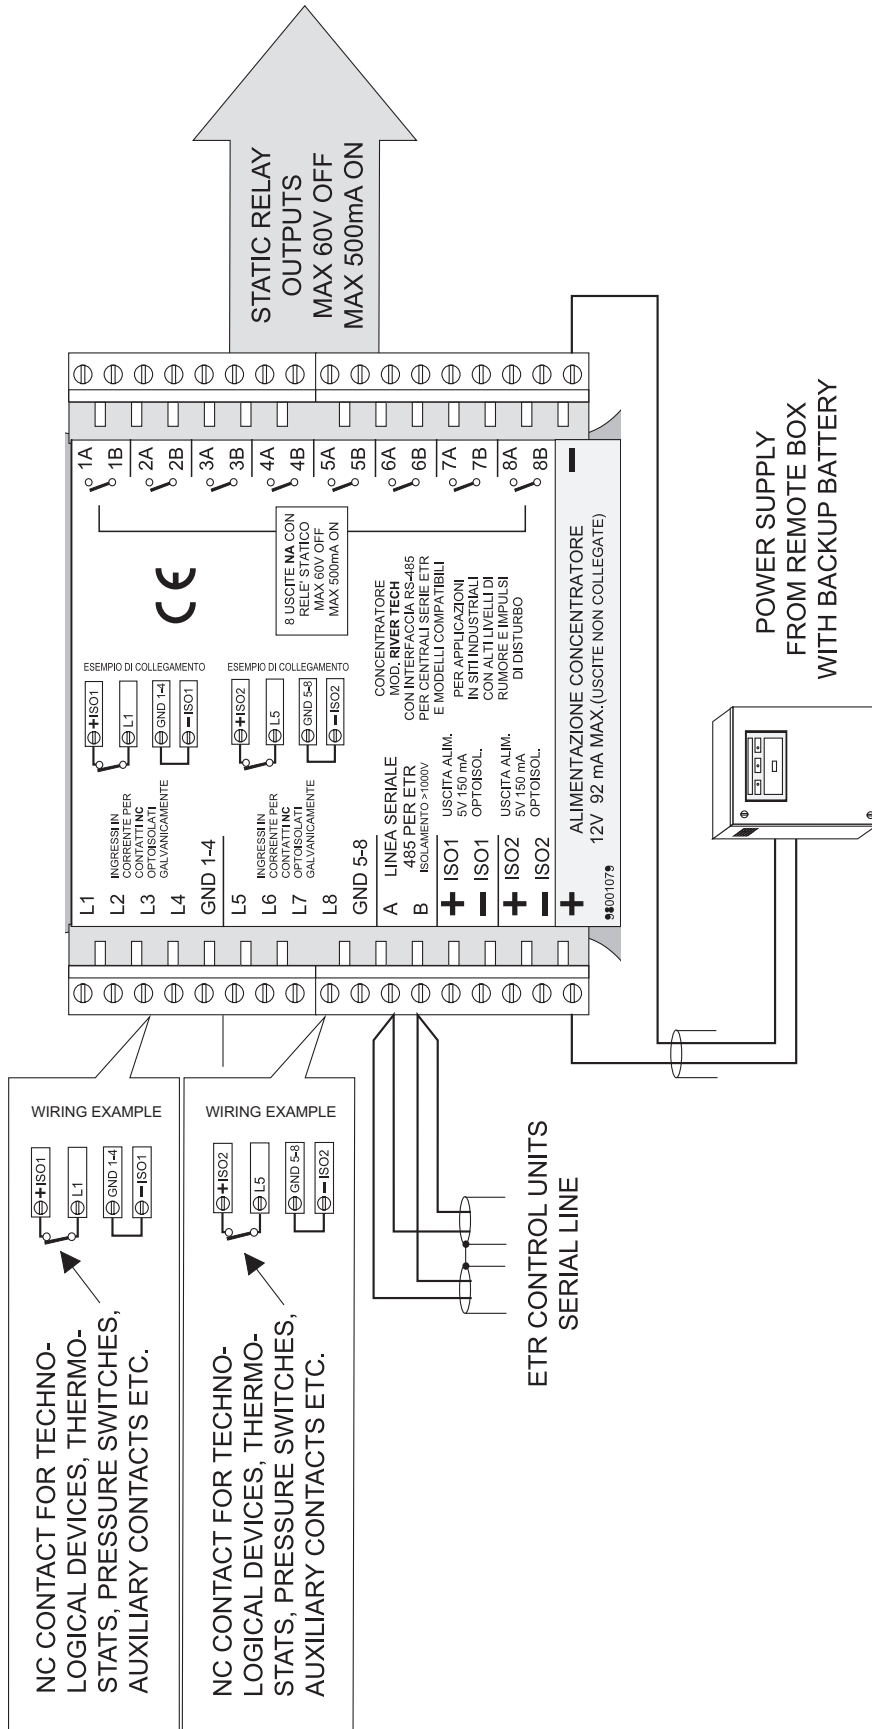 STATIC RELAY
OUTPUTS
MAX 60V OFF
MAX 500mA ON
1A
1B
2A
2B
3A
3B
4A
4B
5A
5B
6A
6B
7A
7B
8A
8B
8 USCITE NA CON
RELE' STATICO
MAX 60V OFF
MAX 500mA ON
CE
ESEMPIO DI COLLEGAMENTO
+ISO1
L1
GND 1-4
−ISO1
ESEMPIO DI COLLEGAMENTO
+ISO2
L5
GND 5-8
−ISO2
CONCENTRATORE
MOD. RIVER TECH
CON INTERFACCIA RS-485
PER CENTRALI SERIE ETR
E MODELLI COMPATIBILI
PER APPLICAZIONI
IN SITI INDUSTRIALI
CON ALTI LIVELLI DI
RUMORE E IMPULSI
DI DISTURBO
L1
L2
L3
L4
GND 1-4
INGRESSI IN
CORRENTE PER
CONTATTI NC
OPTOISOLATI
GALVANICAMENTE
L5
L6
L7
L8
GND 5-8
INGRESSI IN
CORRENTE PER
CONTATTI NC
OPTOISOLATI
GALVANICAMENTE
A
B
LINEA SERIALE
485 PER ETR
ISOLAMENTO >1000V
+ ISO1
− ISO1
USCITA ALIM.
5V 150 mA
OPTOISOL.
+ ISO2
− ISO2
USCITA ALIM.
5V 150 mA
OPTOISOL.
+
ALIMENTAZIONE CONCENTRATORE
12V 92 mA MAX.(USCITE NON COLLEGATE)
−
WIRING EXAMPLE
+ISO1
L1
GND 1-4
−ISO1
NC CONTACT FOR TECHNO-
LOGICAL DEVICES, THERMO-
STATS, PRESSURE SWITCHES,
AUXILIARY CONTACTS ETC.
WIRING EXAMPLE
+ISO2
L5
GND 5-8
−ISO2
NC CONTACT FOR TECHNO-
LOGICAL DEVICES, THERMO-
STATS, PRESSURE SWITCHES,
AUXILIARY CONTACTS ETC.
ETR CONTROL UNITS
SERIAL LINE
POWER SUPPLY
FROM REMOTE BOX
WITH BACKUP BATTERY